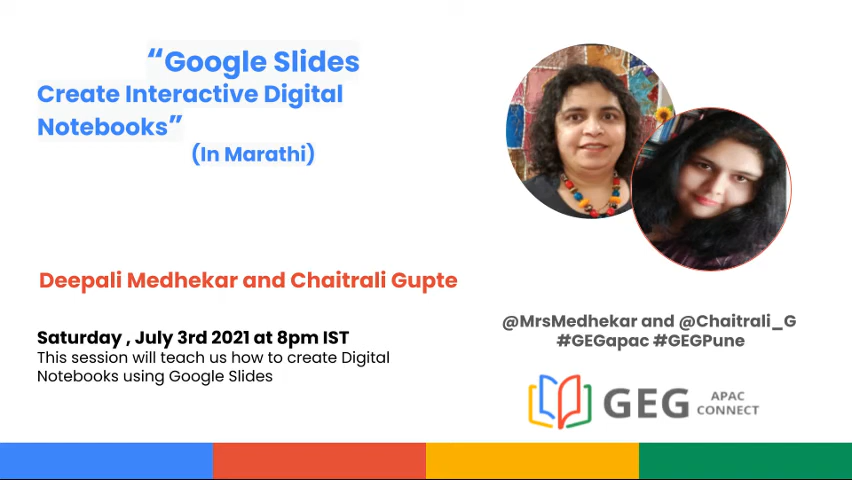 “Google Slides
Create Interactive Digital
Notebooks”
(In Marathi)
Deepali Medhekar and Chaitrali Gupte
Saturday , July 3rd 2021 at 8pm IST
This session will teach us how to create Digital
Notebooks using Google Slides
@MrsMedhekar and @Chaitrali_G
#GEGapac #GEGPune
GEG APAC
CONNECT